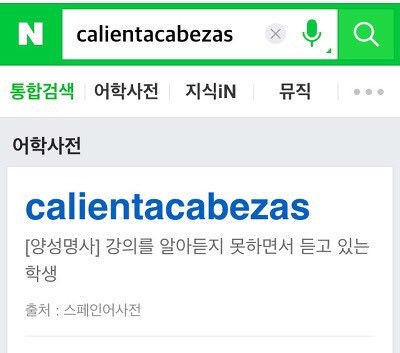 N calientacabezas
통합검색 어학사전 지식iN 뮤직
어학사전
calientacabezas
[양성명사] 강의를 알아듣지 못하면서 듣고 있는
학생
출처 : 스페인어사전